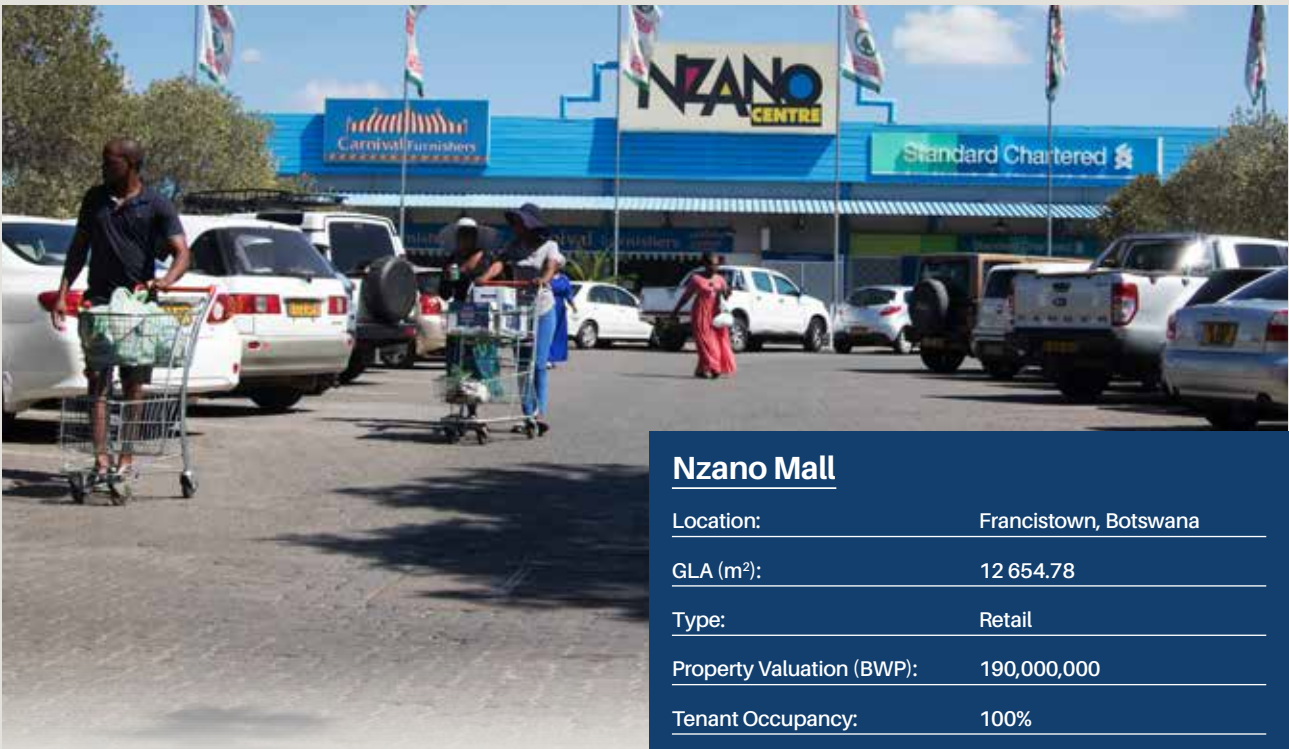 NZANO
CENTRE
Carnival Furnishers
Standard Chartered
Nzano Mall
Location: Francistown, Botswana
GLA (m²): 12 654.78
Type: Retail
Property Valuation (BWP): 190,000,000
Tenant Occupancy: 100%